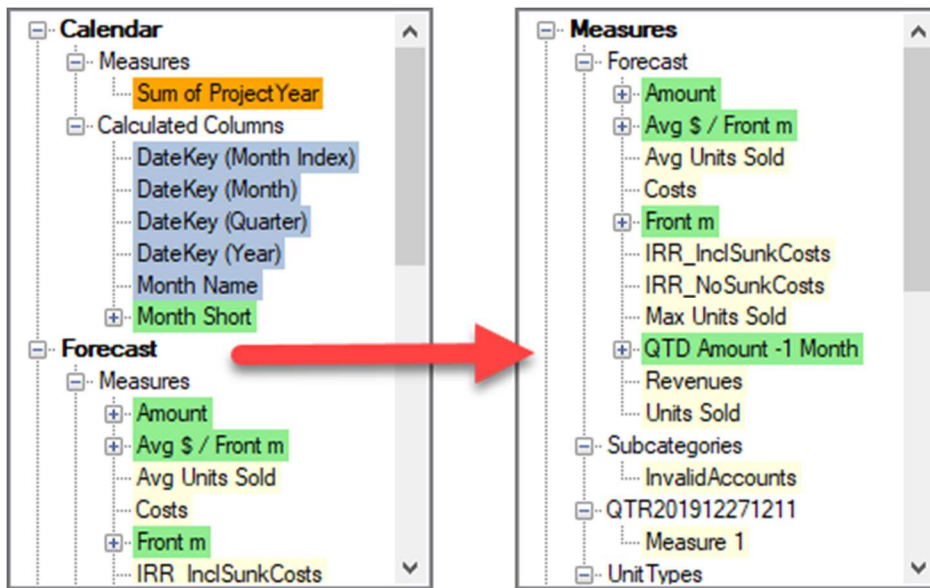 Calendar
Measures
Sum of ProjectYear
Calculated Columns
DateKey (Month Index)
DateKey (Month)
DateKey (Quarter)
DateKey (Year)
Month Name
Month Short
Forecast
Measures
Amount
Avg $ / Front m
Avg Units Sold
Costs
Front m
IRR_InclSunkCosts
Measures
Forecast
Amount
Avg $ / Front m
Avg Units Sold
Costs
Front m
IRR_InclSunkCosts
IRR_NoSunkCosts
Max Units Sold
QTD Amount -1 Month
Revenues
Units Sold
Subcategories
InvalidAccounts
QTR201912271211
Measure 1
UnitTypes